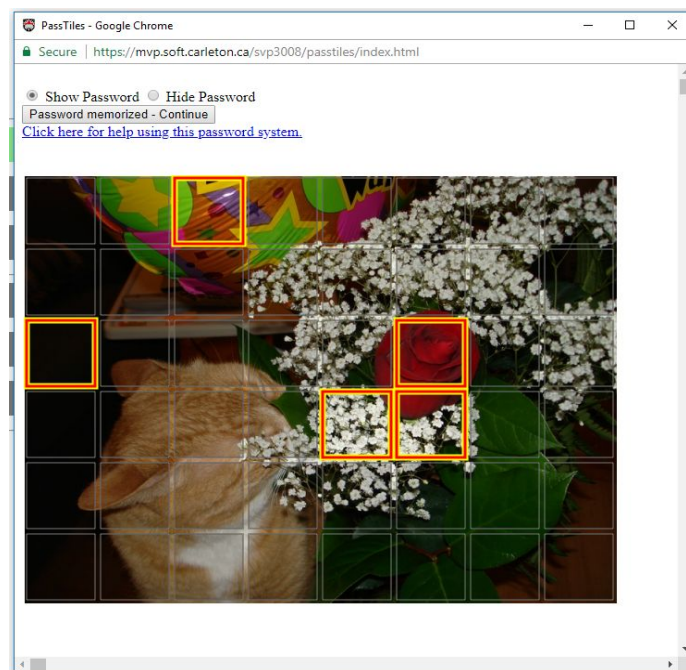 PassTiles - Google Chrome
Secure https://mvp.soft.carleton.ca/svp3008/passtiles/index.html
Show Password Hide Password
Password memorized - Continue
Click here for help using this password system.